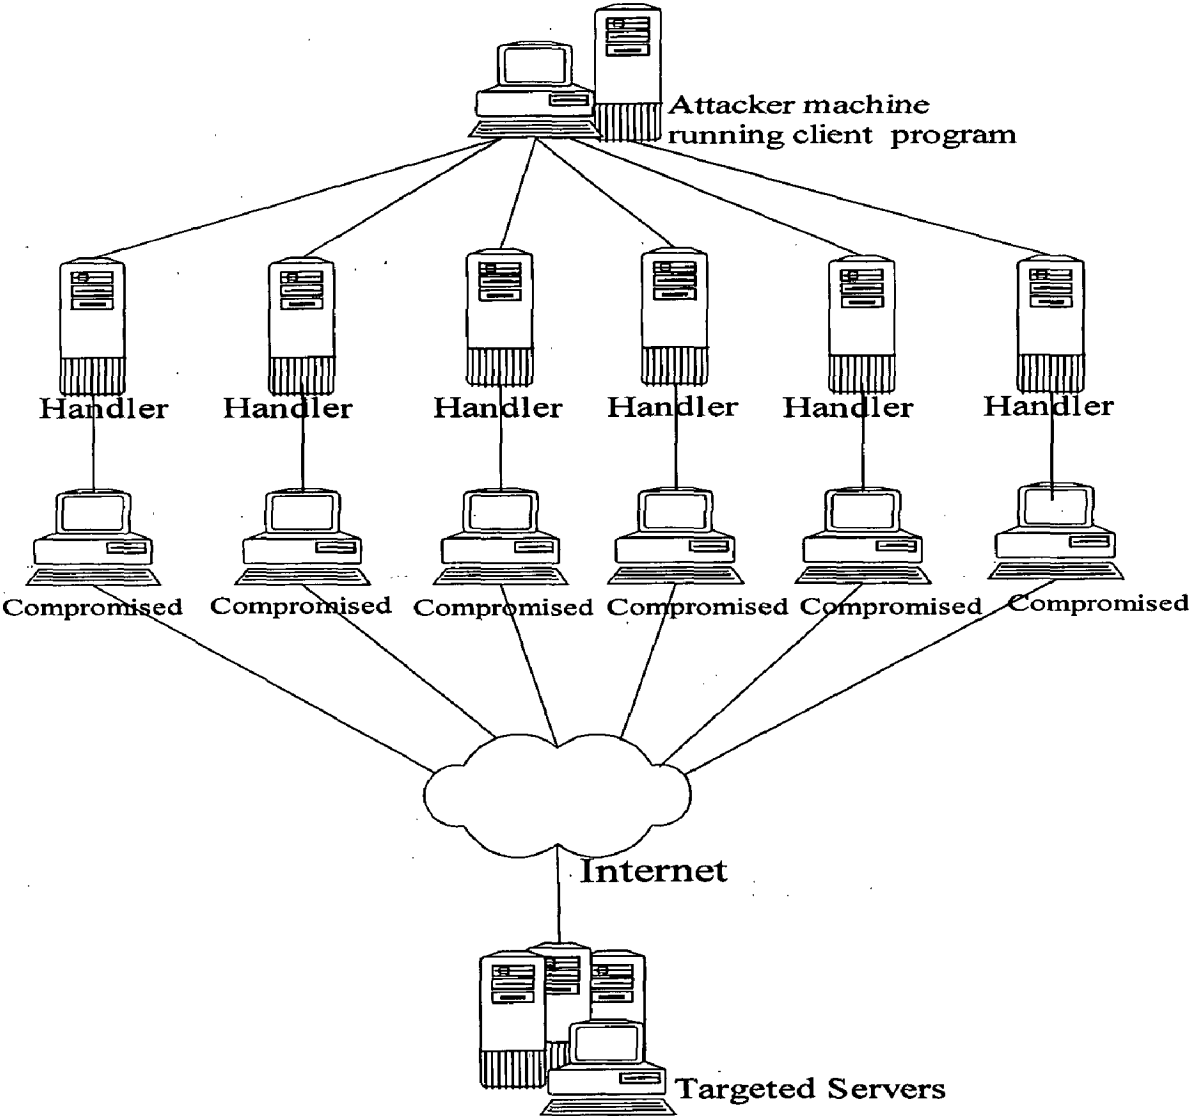 Attacker machine
running client program
Handler
Handler
Handler
Handler
Handler
Handler
Compromised
Compromised
Compromised
Compromised
Compromised
Compromised
Internet
Targeted Servers